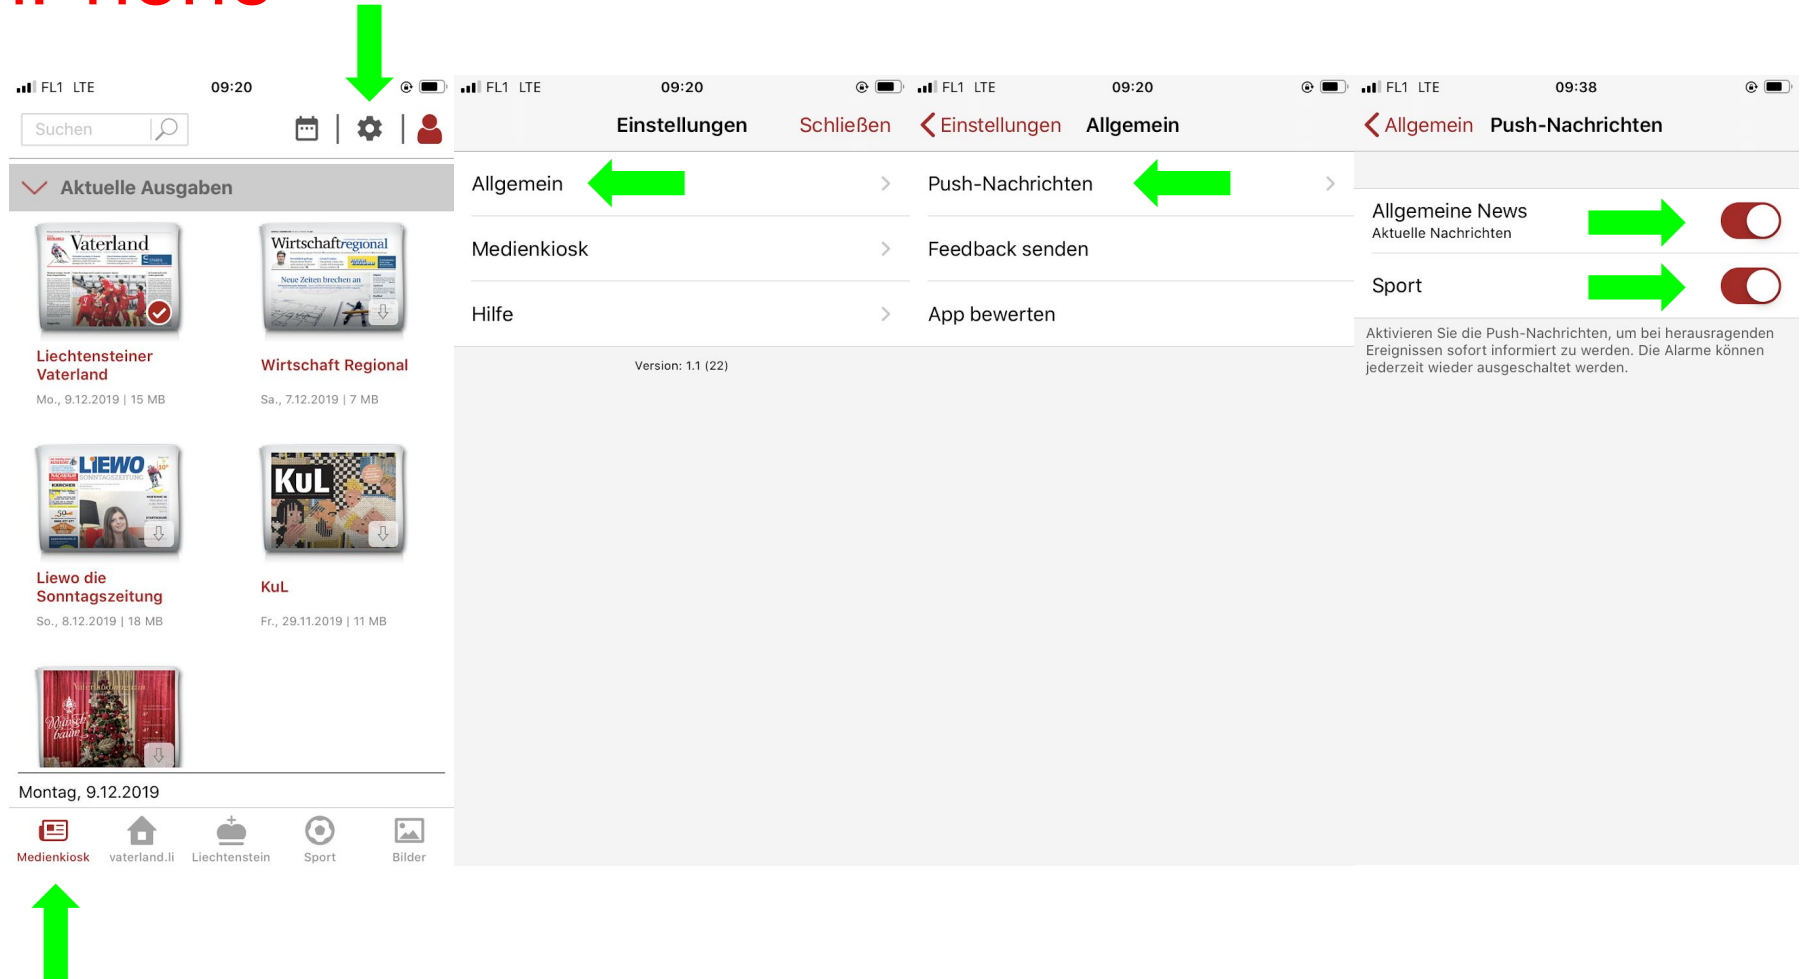 FL1 LTE 09:20
Suchen
Aktuelle Ausgaben
Vaterland
Wirtschaftregional
Neue Zeiten brechen an
Liechtensteiner
Vaterland
Wirtschaft Regional
Mo., 9.12.2019 | 15 MB
Sa., 7.12.2019 | 7 MB
LiEWO
SONNTAGSZEITUNG
KuL
Liewo die
Sonntagszeitung
KuL
So., 8.12.2019 | 18 MB
Fr., 29.11.2019 | 11 MB
Wunsch
baum
Montag, 9.12.2019
Medienkiosk
vaterland.li
Liechtenstein
Sport
Bilder
FL1 LTE 09:20
Einstellungen Schließen
Allgemein
Medienkiosk
Hilfe
Version: 1.1 (22)
FL1 LTE 09:20
Einstellungen Allgemein
Push-Nachrichten
Feedback senden
App bewerten
FL1 LTE 09:38
Allgemein Push-Nachrichten
Allgemeine News
Aktuelle Nachrichten
Sport
Aktivieren Sie die Push-Nachrichten, um bei herausragenden
Ereignissen sofort informiert zu werden. Die Alarme können
jederzeit wieder ausgeschaltet werden.